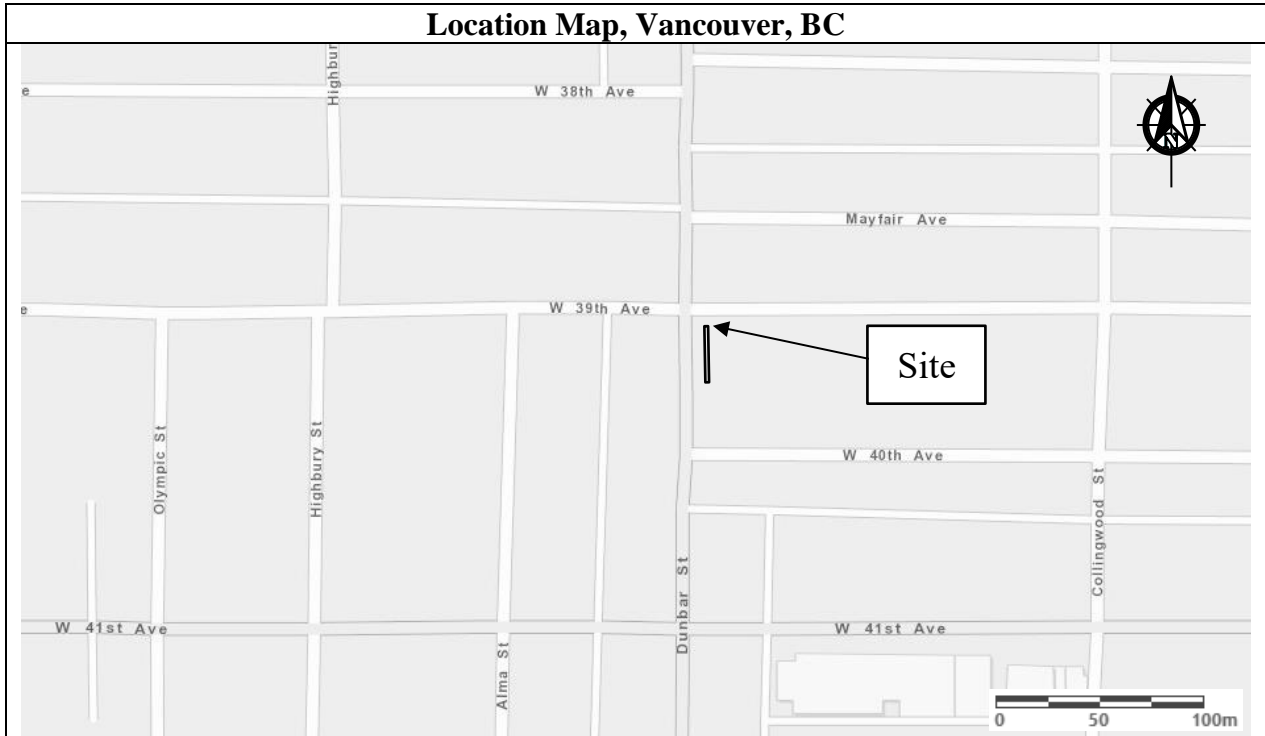 Location Map, Vancouver, BC
Highbur
e
W 38th Ave
N
Mayfair Ave
e
W 39th Ave
Site
Olympic St
Highbury St
W 40th Ave
Collingwood St
Dunbar St
W 41st Ave
W 41st Ave
Alma St
0 50 100m